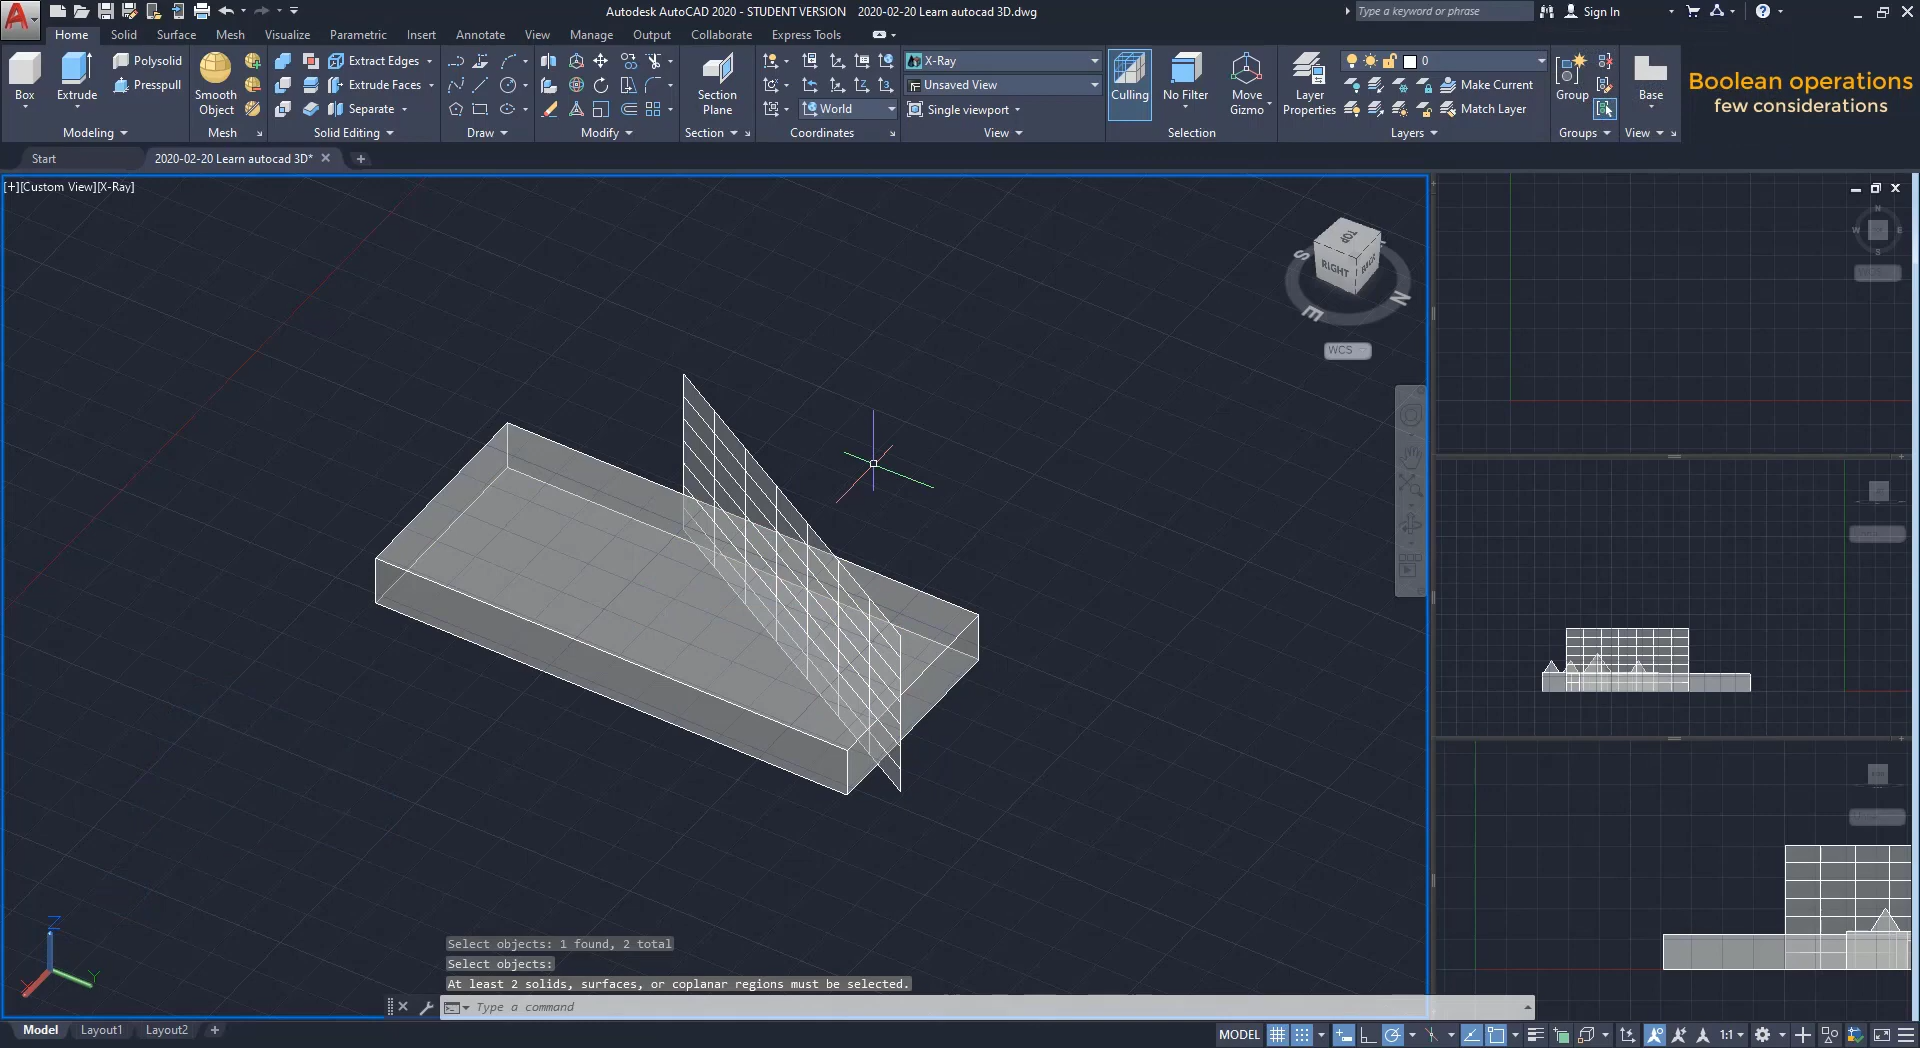 Autodesk AutoCAD 2020 - STUDENT VERSION 2020-02-20 Learn autocad 3D.dwg
Type a keyword or phrase
Sign In
Home Solid Surface Mesh Visualize Parametric Insert Annotate View Manage Output Collaborate Express Tools
Box
Extrude
Polysolid
Presspull
Modeling
Smooth
Object
Mesh
Extract Edges
Extrude Faces
Separate
Solid Editing
Draw
Modify
Section
Plane
Section
World
Coordinates
X-Ray
Unsaved View
Single viewport
View
Culling
No Filter
Move
Gizmo
Selection
Layer
Properties
0
Make Current
Match Layer
Layers
Group
Groups
Base
View
Boolean operations
few considerations
Start
2020-02-20 Learn autocad 3D*
[+][Custom View][X-Ray]
TOP
RIGHT
BACK
S
E
N
WCS
N
W
E
S
Z
X
Y
Select objects: 1 found, 2 total
Select objects:
At least 2 solids, surfaces, or coplanar regions must be selected.
Type a command
Model Layout1 Layout2
MODEL
1:1